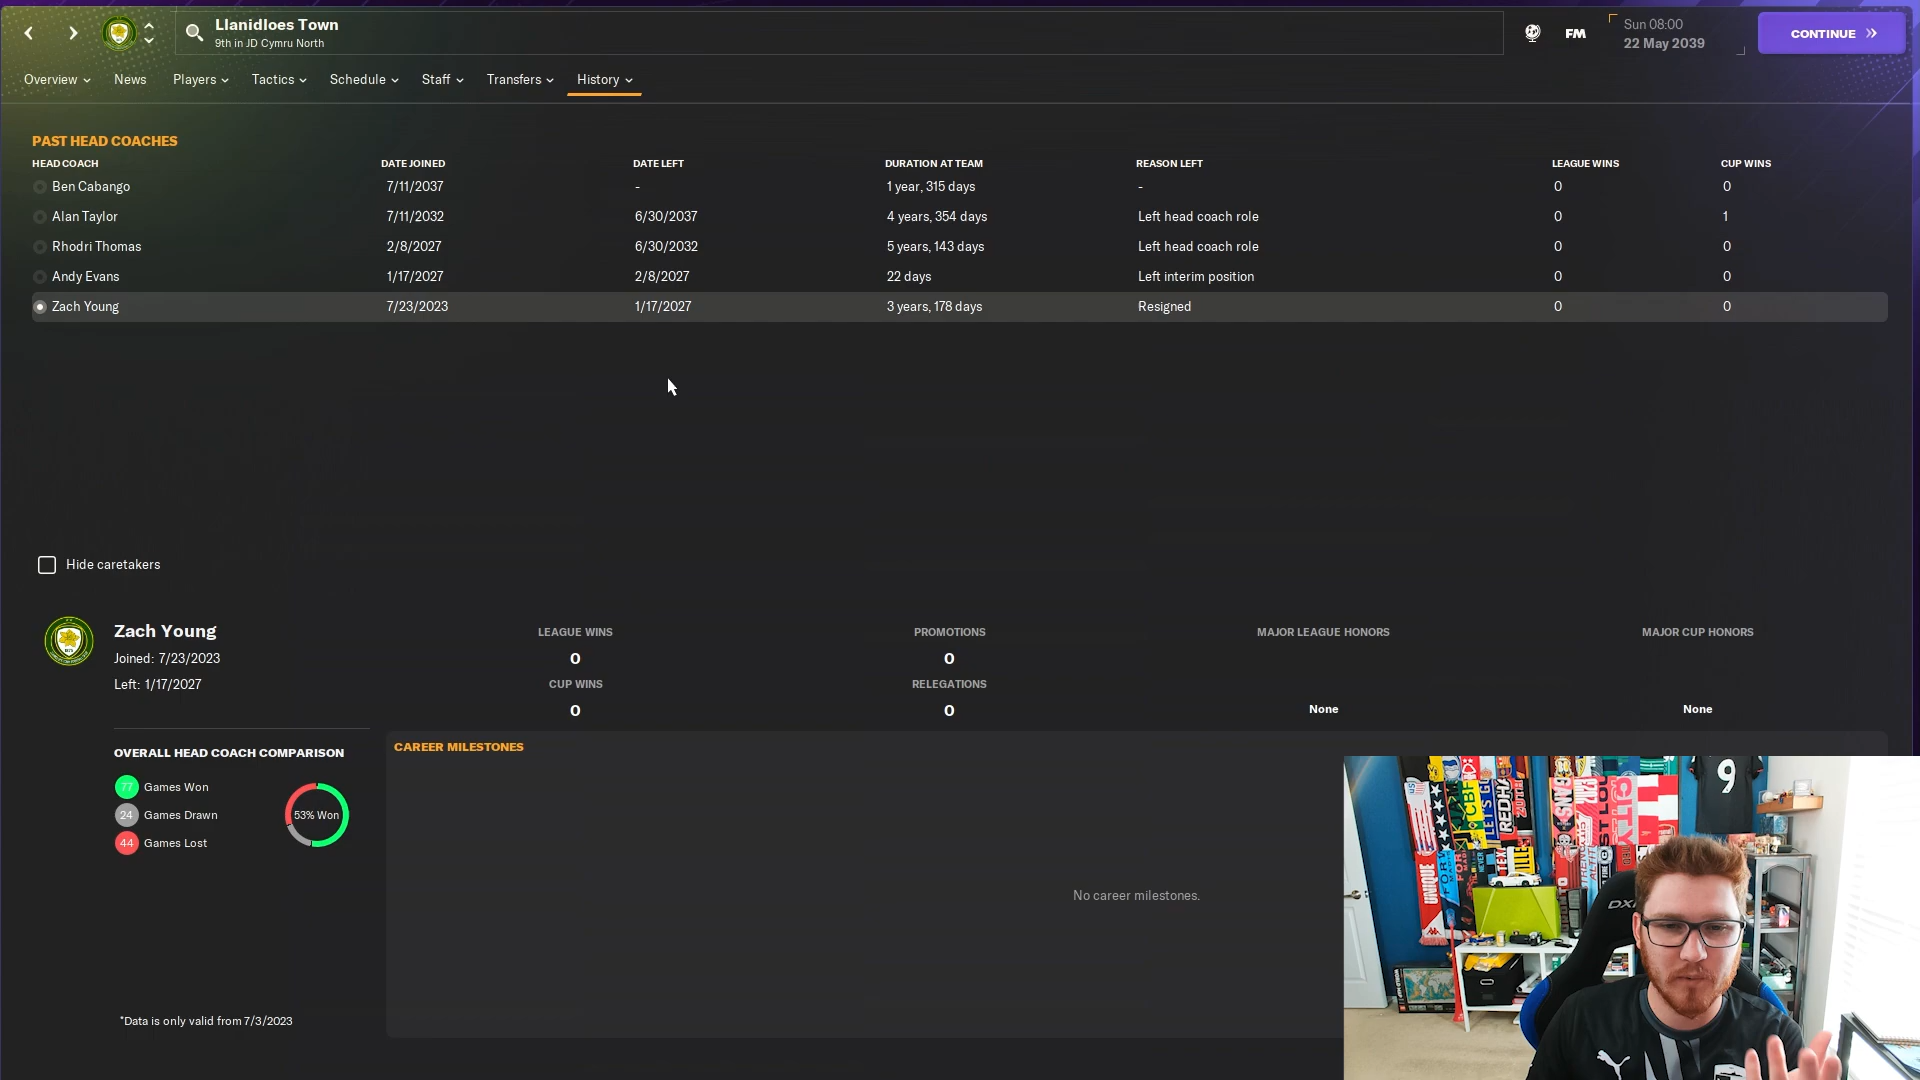 Llanidloes Town
9th in JD Cymru North
FM
Sun 08:00
22 May 2039
CONTINUE
Overview News Players Tactics Schedule Staff Transfers History
PAST HEAD COACHES
HEAD COACH DATE JOINED DATE LEFT DURATION AT TEAM REASON LEFT LEAGUE WINS CUP WINS
Ben Cabango 7/11/2037 - 1 year, 315 days - 0 0
Alan Taylor 7/11/2032 6/30/2037 4 years, 354 days Left head coach role 0 1
Rhodri Thomas 2/8/2027 6/30/2032 5 years, 143 days Left head coach role 0 0
Andy Evans 1/17/2027 2/8/2027 22 days Left interim position 0 0
Zach Young 7/23/2023 1/17/2027 3 years, 178 days Resigned 0 0
Hide caretakers
Zach Young
Joined: 7/23/2023
Left: 1/17/2027
LEAGUE WINS PROMOTIONS MAJOR LEAGUE HONORS MAJOR CUP HONORS
0 0
CUP WINS RELEGATIONS
0 0 None None
OVERALL HEAD COACH COMPARISON
77 Games Won
24 Games Drawn
44 Games Lost
53% Won
CAREER MILESTONES
No career milestones.
*Data is only valid from 7/3/2023
9
CBF
LET'S G
REDHA
CITY
UNIQUE
DX